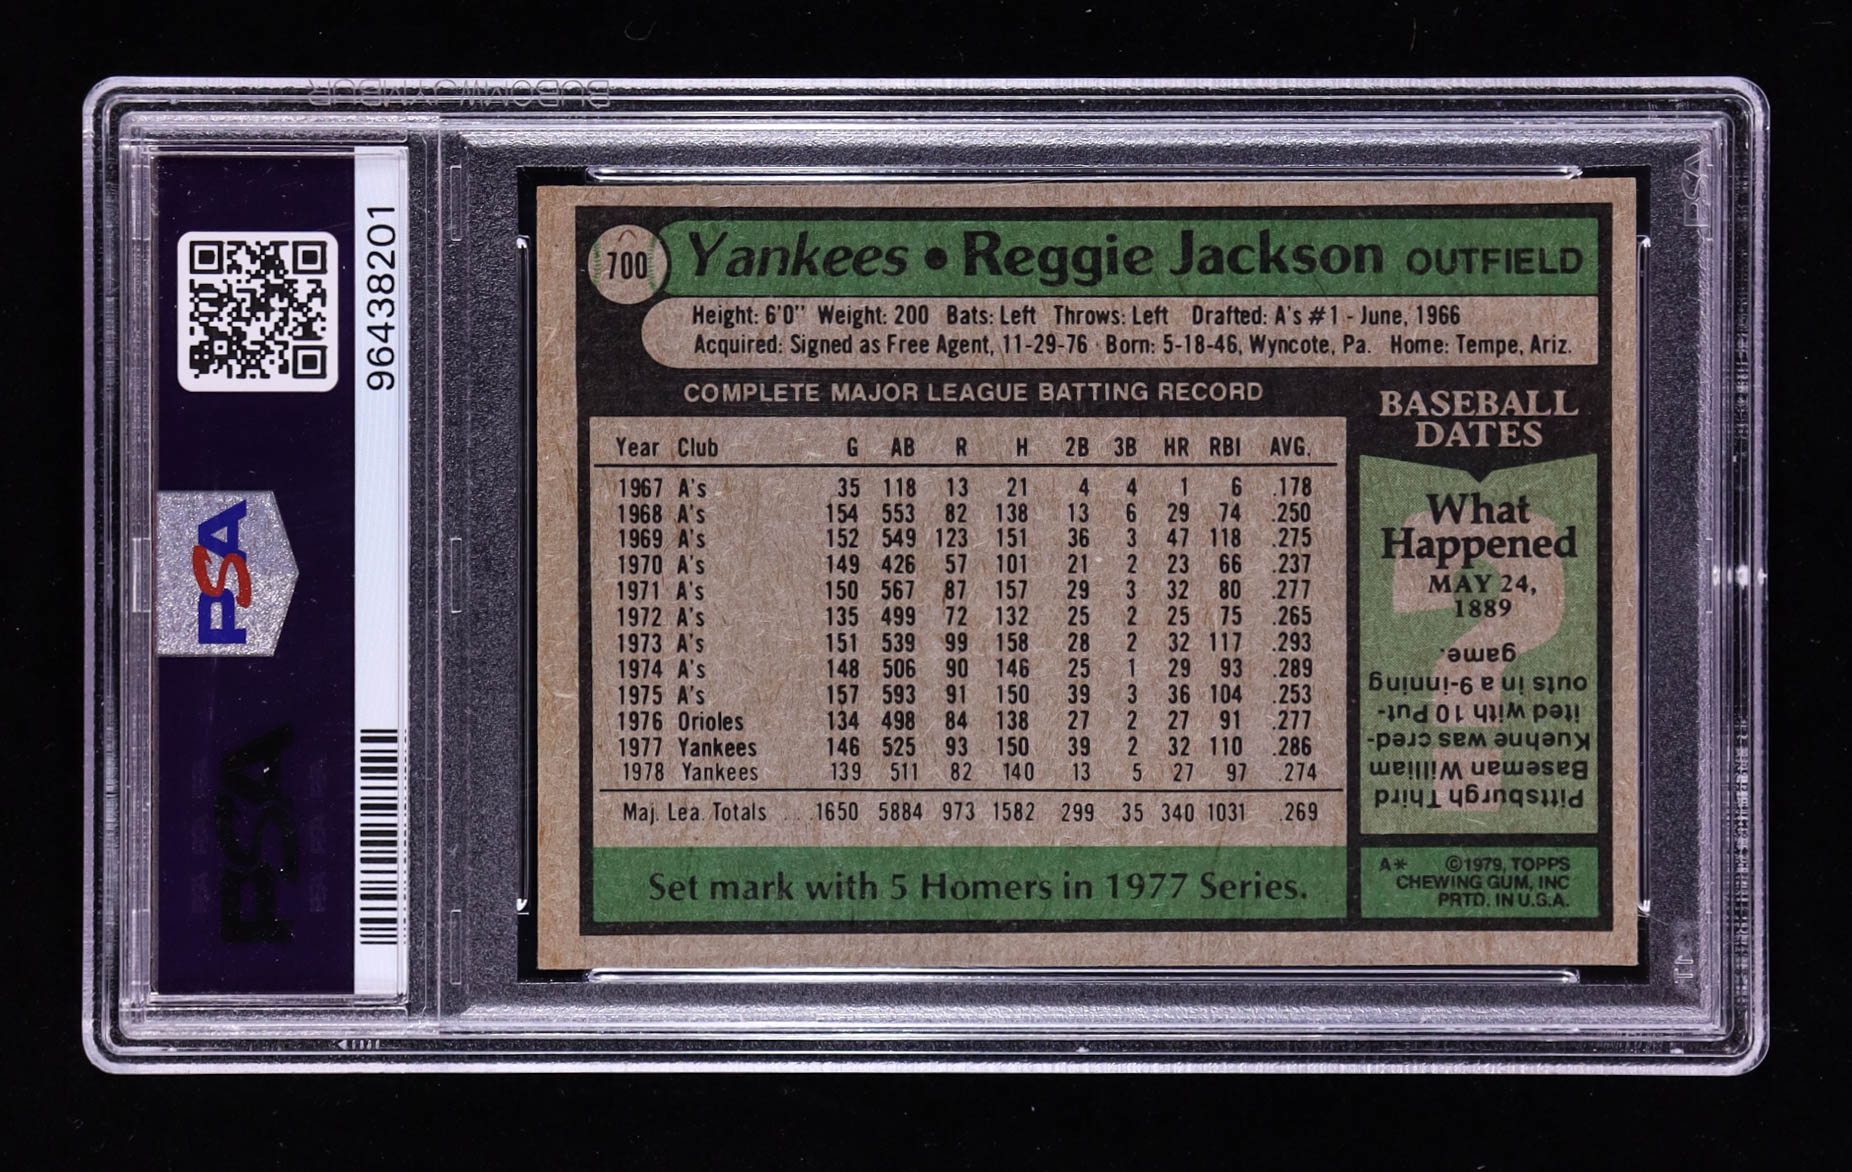 96438201
PSA
PSA
700
Yankees • Reggie Jackson OUTFIELD
Height: 6'0" Weight: 200 Bats: Left Throws: Left Drafted: A's #1 - June, 1966
Acquired: Signed as Free Agent, 11-29-76 Born: 5-18-46, Wyncote, Pa. Home: Tempe, Ariz.
COMPLETE MAJOR LEAGUE BATTING RECORD
Year Club G AB R H 2B 3B HR RBI AVG.
1967 A's 35 118 13 21 4 4 1 6 .178
1968 A's 154 553 82 138 13 6 29 74 .250
1969 A's 152 549 123 151 36 3 47 118 .275
1970 A's 149 426 57 101 21 2 23 66 .237
1971 A's 150 567 87 157 29 3 32 80 .277
1972 A's 135 499 72 132 25 2 25 75 .265
1973 A's 151 539 99 158 28 2 32 117 .293
1974 A's 148 506 90 146 25 1 29 93 .289
1975 A's 157 593 91 150 39 3 36 104 .253
1976 Orioles 134 498 84 138 27 2 27 91 .277
1977 Yankees 146 525 93 150 39 2 32 110 .286
1978 Yankees 139 511 82 140 13 5 27 97 .274
Maj. Lea. Totals 1650 5884 973 1582 299 35 340 1031 .269
Set mark with 5 Homers in 1977 Series.
BASEBALL
DATES
What
Happened
MAY 24,
1889
Pittsburgh Third
Baseman William
Kuehne was cred-
ited with 10 Put-
outs in a 9-inning
game.
A* ©1979, TOPPS
CHEWING GUM, INC
PRTD. IN U.S.A.
PSA